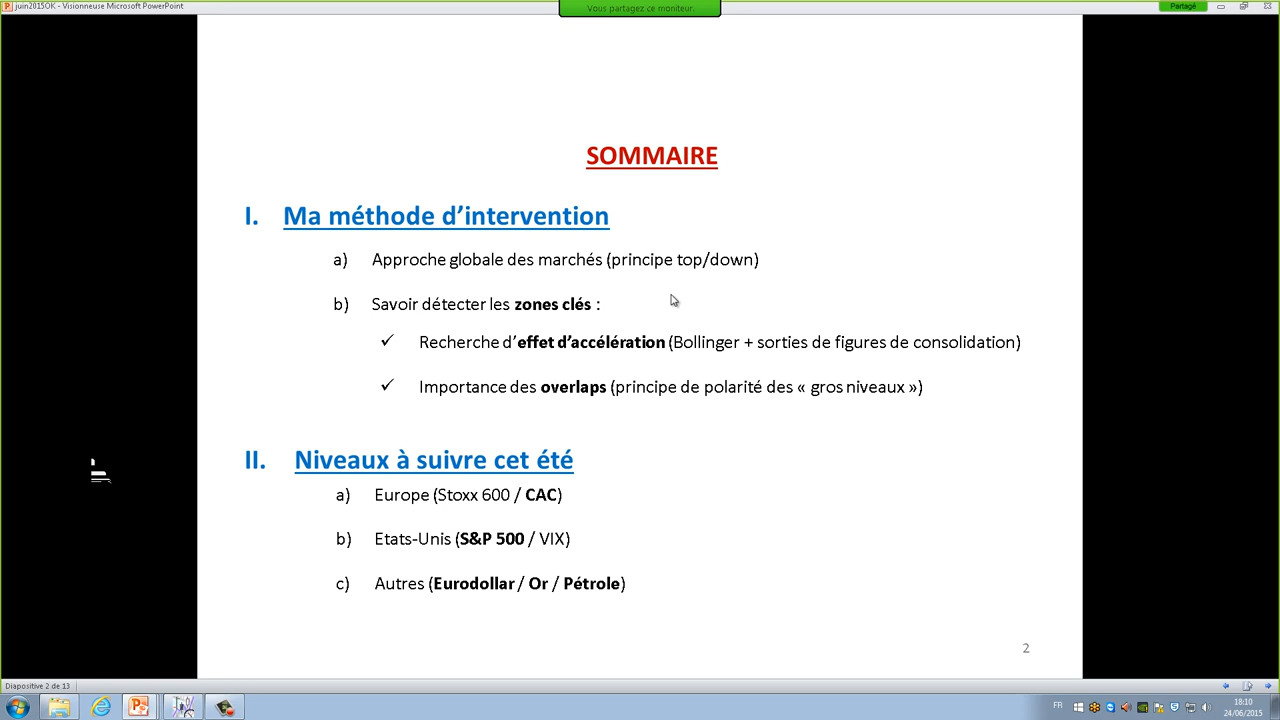 juin2015OK - Visionneuse Microsoft PowerPoint
Vous partagez ce moniteur.
Partagé
SOMMAIRE
I. Ma méthode d’intervention
a) Approche globale des marchés (principe top/down)
b) Savoir détecter les zones clés :
✓ Recherche d’effet d’accélération (Bollinger + sorties de figures de consolidation)
✓ Importance des overlaps (principe de polarité des « gros niveaux »)
II. Niveaux à suivre cet été
a) Europe (Stoxx 600 / CAC)
b) Etats-Unis (S&P 500 / VIX)
c) Autres (Eurodollar / Or / Pétrole)
2
Diapositive 2 de 13
FR
18:10
24/06/2015